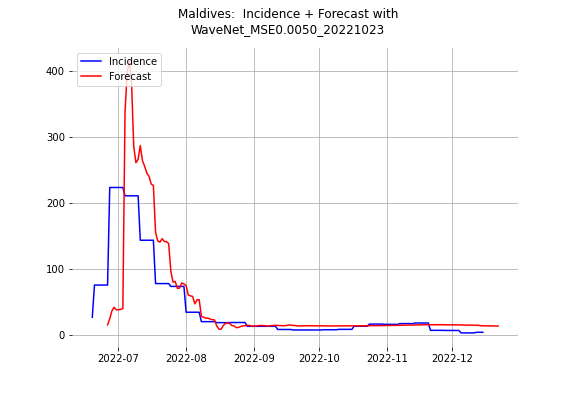 Maldives:  Incidence + Forecast with
WaveNet_MSE0.0050_20221023
Incidence
Forecast
400
300
200
100
0
2022-07
2022-08
2022-09
2022-10
2022-11
2022-12